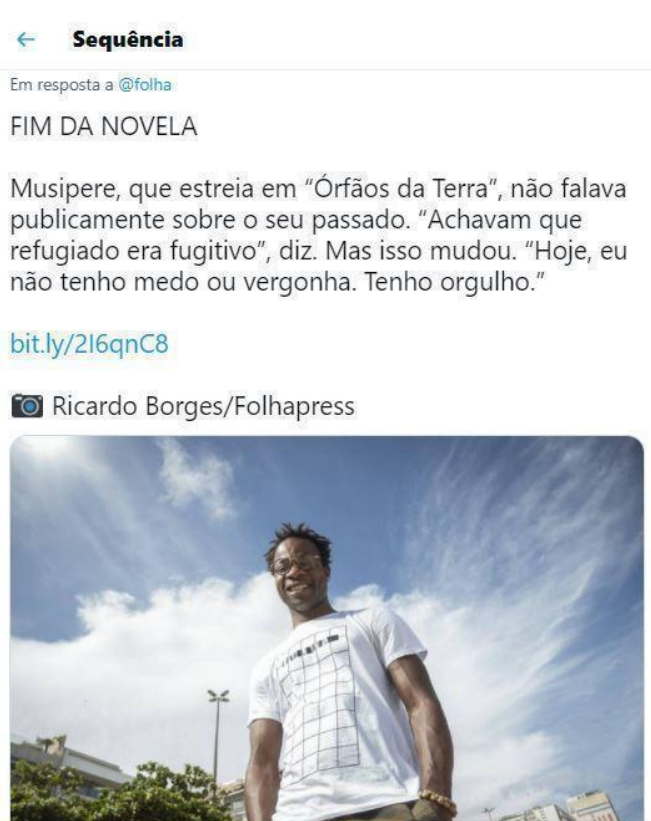 Sequência
Em resposta a @folha
FIM DA NOVELA
Musipere, que estreia em “Órfãos da Terra”, não falava
publicamente sobre o seu passado. “Achavam que
refugiado era fugitivo”, diz. Mas isso mudou. “Hoje, eu
não tenho medo ou vergonha. Tenho orgulho.”
bit.ly/2I6qnC8
Ricardo Borges/Folhapress